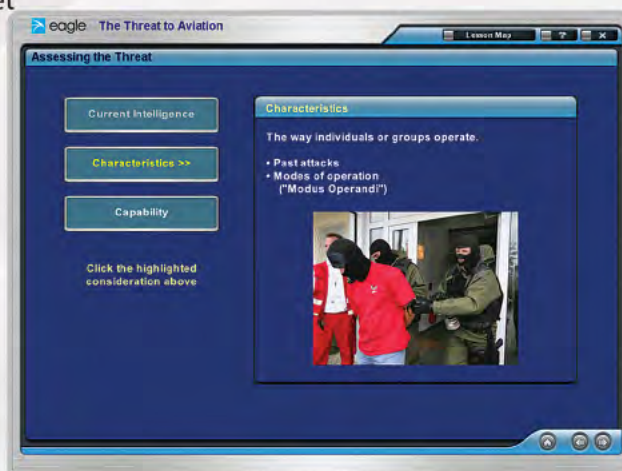 et
eagle The Threat to Aviation
Lesson Map ? X
Assessing the Threat
Current Intelligence
Characteristics >>
Capability
Click the highlighted
consideration above
Characteristics
The way individuals or groups operate.
• Past attacks
• Modes of operation
("Modus Operandi")